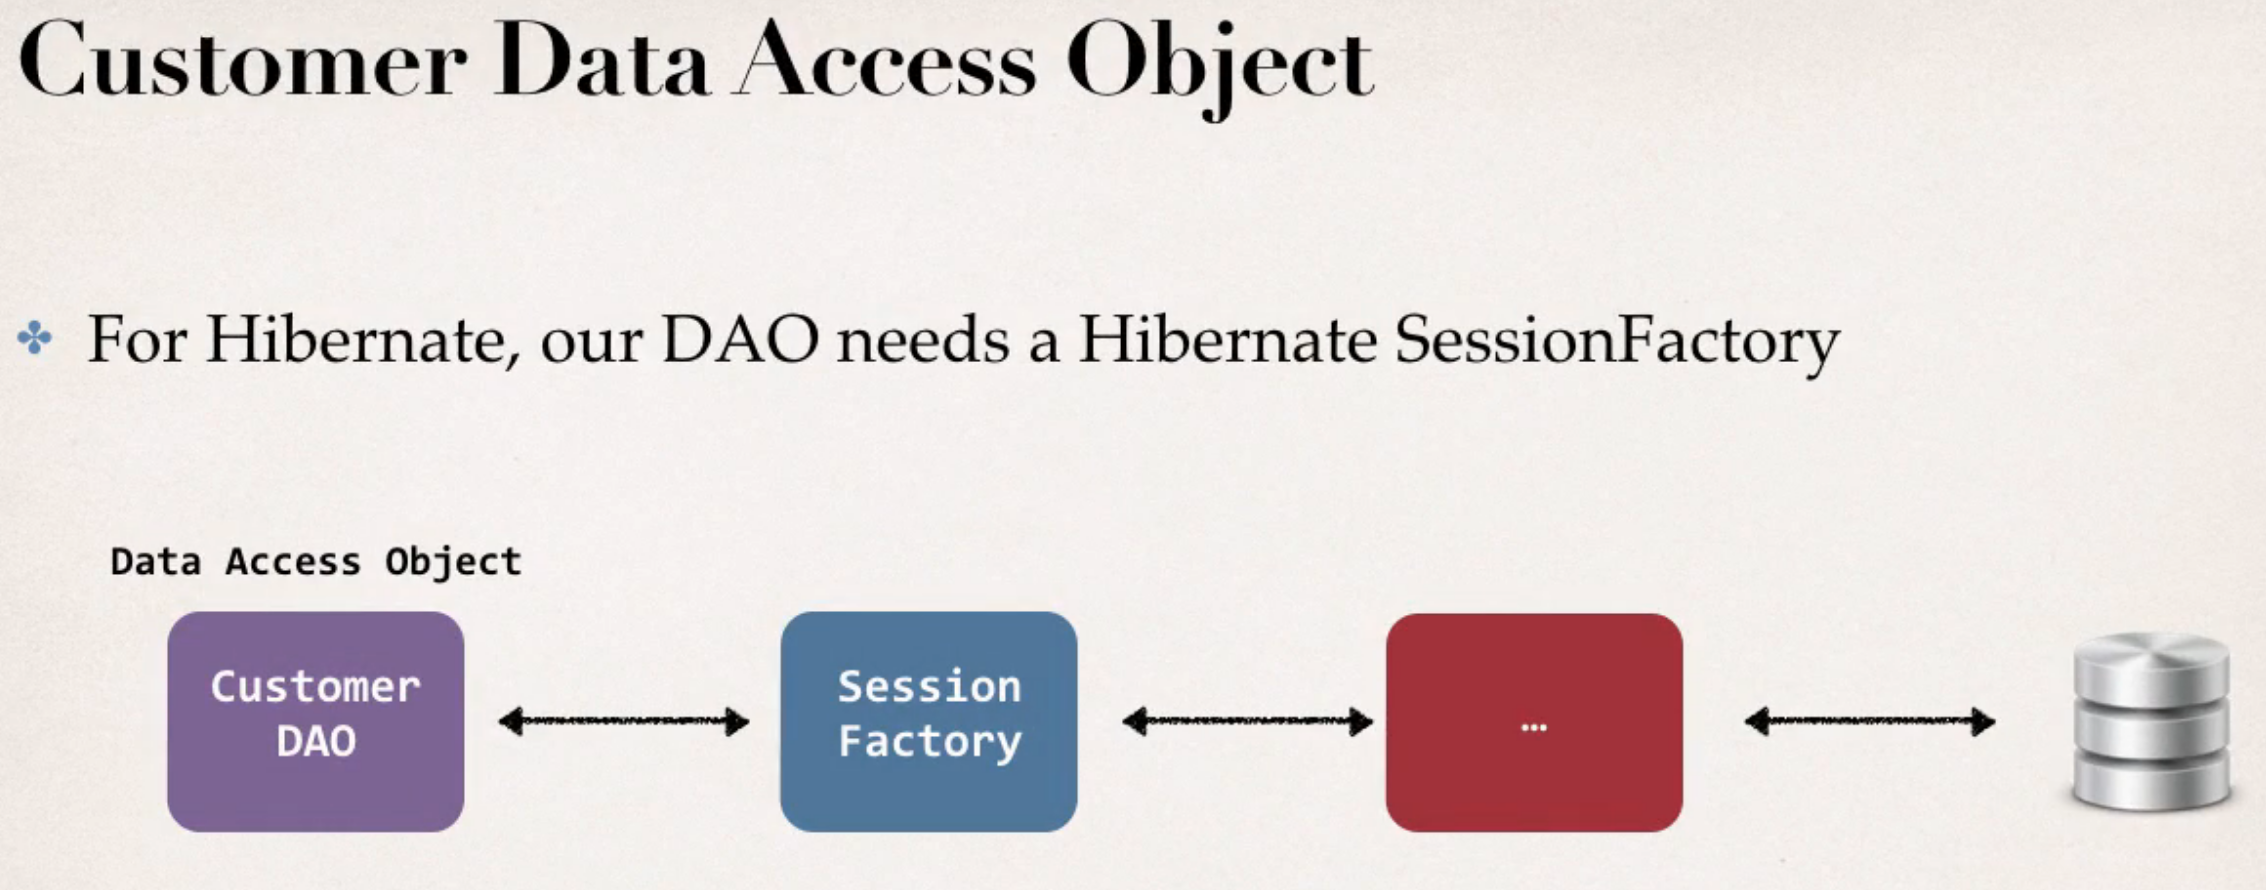 Customer Data Access Object
For Hibernate, our DAO needs a Hibernate SessionFactory
Data Access Object
Customer
DAO
Session
Factory
...